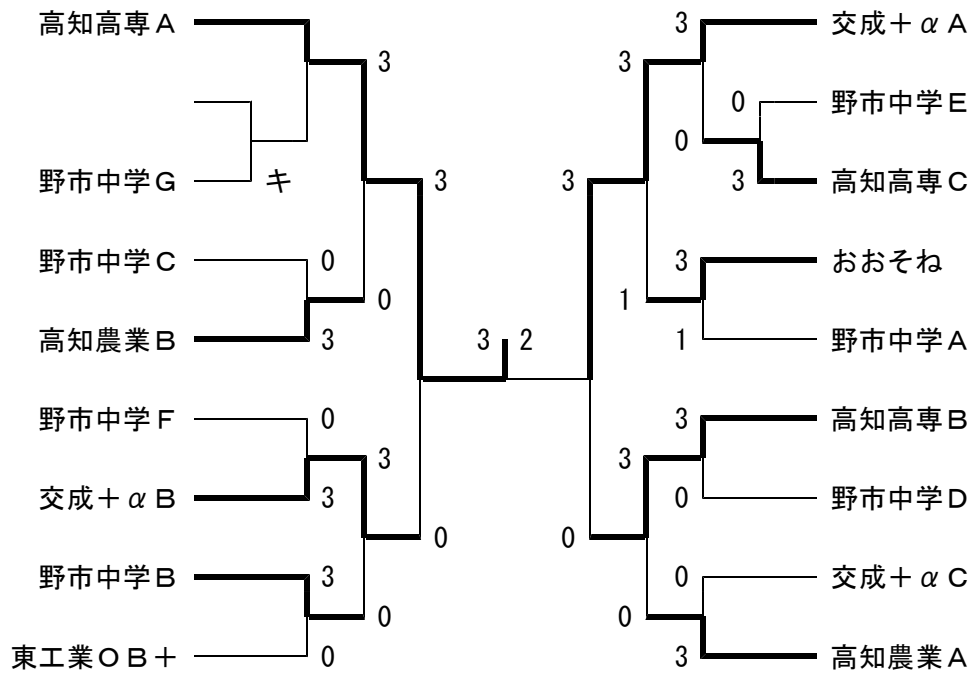 高知高専Ａ 3 交成＋αＡ
3 3
0 野市中学Ｅ
0
野市中学Ｇ キ 3 3 3 高知高専Ｃ
野市中学Ｃ 0 3 おおそね
0 1
高知農業Ｂ 3 3 2 1 野市中学Ａ
野市中学Ｆ 0 3 高知高専Ｂ
3 3
交成＋αＢ 3 0 野市中学Ｄ
0 0
野市中学Ｂ 3 0 交成＋αＣ
0 0
東工業ＯＢ＋ 0 3 高知農業Ａ